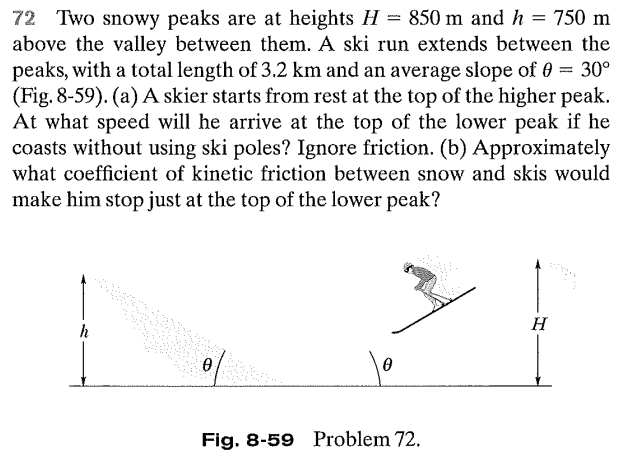 72 Two snowy peaks are at heights H = 850 m and h = 750 m
above the valley between them. A ski run extends between the
peaks, with a total length of 3.2 km and an average slope of θ = 30°
(Fig. 8-59). (a) A skier starts from rest at the top of the higher peak.
At what speed will he arrive at the top of the lower peak if he
coasts without using ski poles? Ignore friction. (b) Approximately
what coefficient of kinetic friction between snow and skis would
make him stop just at the top of the lower peak?
h
θ
θ
H
Fig. 8-59 Problem 72.